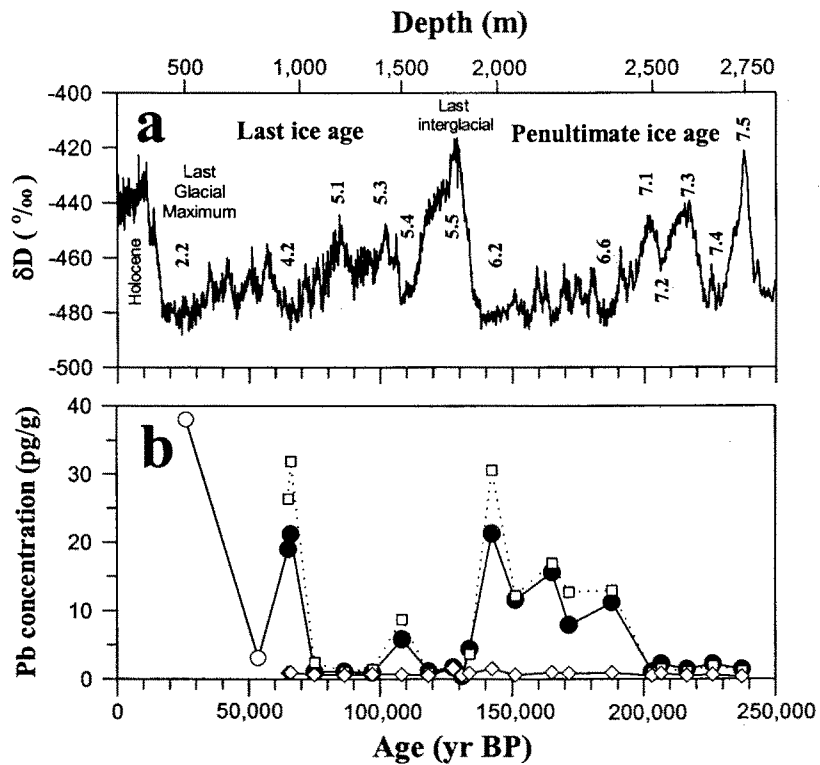 Depth (m)
500 1,000 1,500 2,000 2,500 2,750
-400
-420
-440
-460
-480
-500
δD ( °/‰ )
a
Last ice age
Last
interglacial
Penultimate ice age
Last
Glacial
Maximum
Holocene
2.2
4.2
5.1
5.3
5.4
5.5
6.2
6.6
7.1
7.2
7.3
7.4
7.5
40
30
20
10
0
Pb concentration (pg/g)
b
0 50,000 100,000 150,000 200,000 250,000
Age (yr BP)